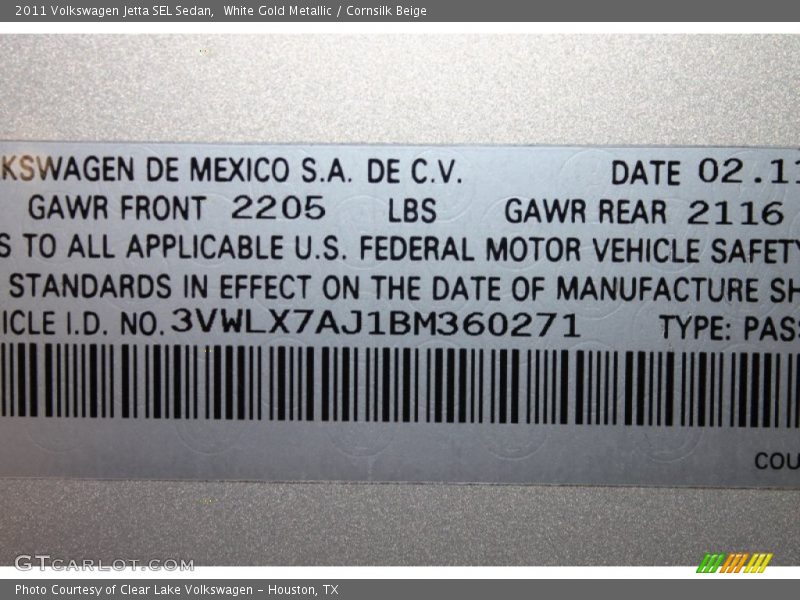 2011 Volkswagen Jetta SEL Sedan, White Gold Metallic / Cornsilk Beige
KSWAGEN DE MEXICO S.A. DE C.V. DATE 02.11
GAWR FRONT 2205 LBS GAWR REAR 2116
S TO ALL APPLICABLE U.S. FEDERAL MOTOR VEHICLE SAFETY
STANDARDS IN EFFECT ON THE DATE OF MANUFACTURE SH
ICLE I.D. NO. 3VWLX7AJ1BM360271 TYPE: PASS
COU
GTCARLOT.COM
Photo Courtesy of Clear Lake Volkswagen – Houston, TX